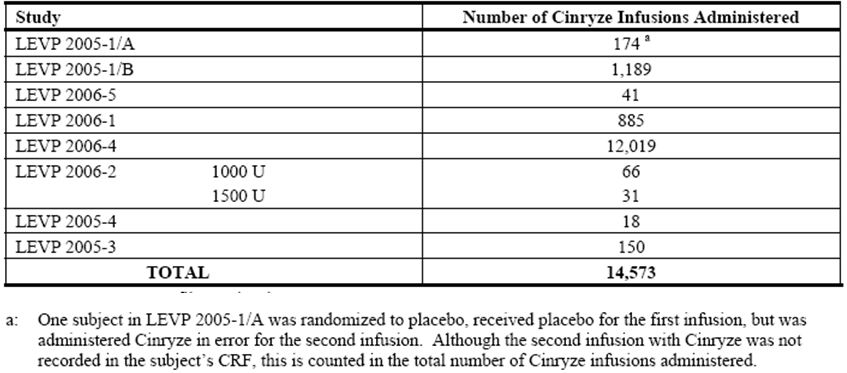 Study Number of Cinryze Infusions Administered
LEVP 2005-1/A 174 a
LEVP 2005-1/B 1,189
LEVP 2006-5 41
LEVP 2006-1 885
LEVP 2006-4 12,019
LEVP 2006-2 1000 U 66
1500 U 31
LEVP 2005-4 18
LEVP 2005-3 150
TOTAL 14,573
a: One subject in LEVP 2005-1/A was randomized to placebo, received placebo for the first infusion, but was
administered Cinryze in error for the second infusion. Although the second infusion with Cinryze was not
recorded in the subject's CRF, this is counted in the total number of Cinryze infusions administered.